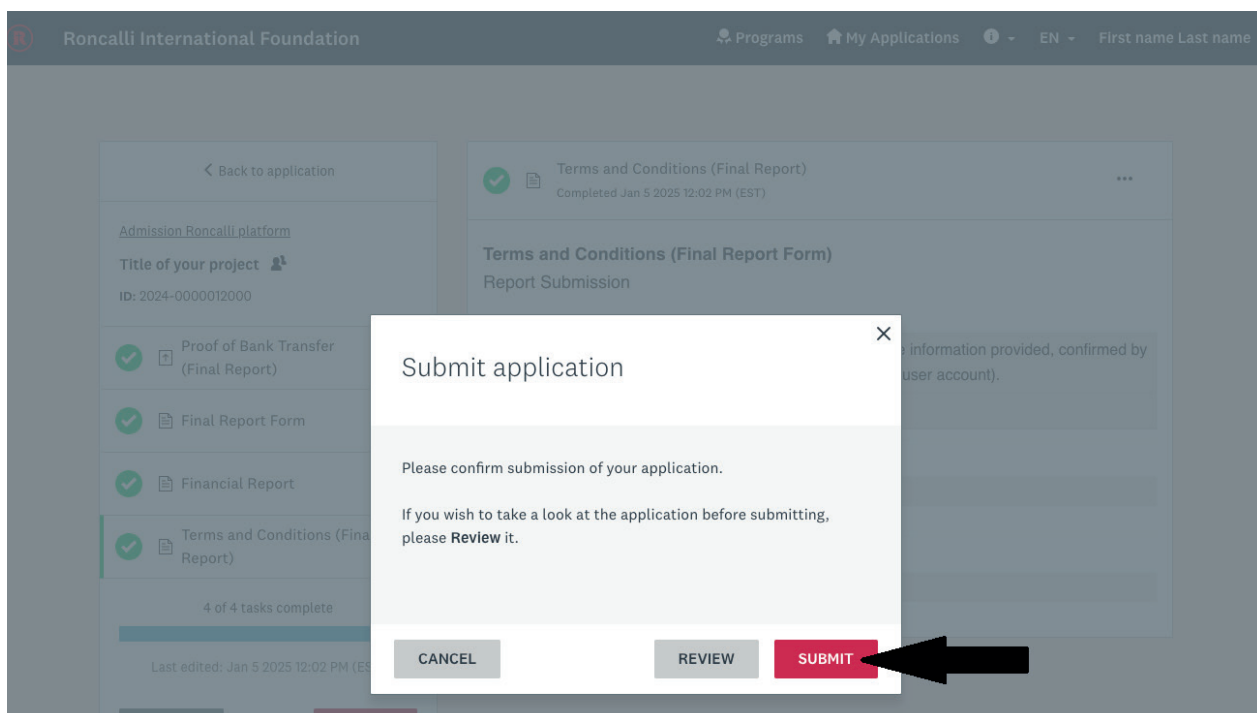 R
Roncalli International Foundation
Programs
My Applications
EN
First name Last name
Back to application
Admission Roncalli platform
Title of your project
ID: 2024-0000012000
Proof of Bank Transfer
(Final Report)
Final Report Form
Financial Report
Terms and Conditions (Fina
Report)
4 of 4 tasks complete
Last edited: Jan 5 2025 12:02 PM (ES
Terms and Conditions (Final Report)
Completed Jan 5 2025 12:02 PM (EST)
...
Terms and Conditions (Final Report Form)
Report Submission
information provided, confirmed by
user account).
Submit application
Please confirm submission of your application.
If you wish to take a look at the application before submitting,
please Review it.
CANCEL
REVIEW
SUBMIT